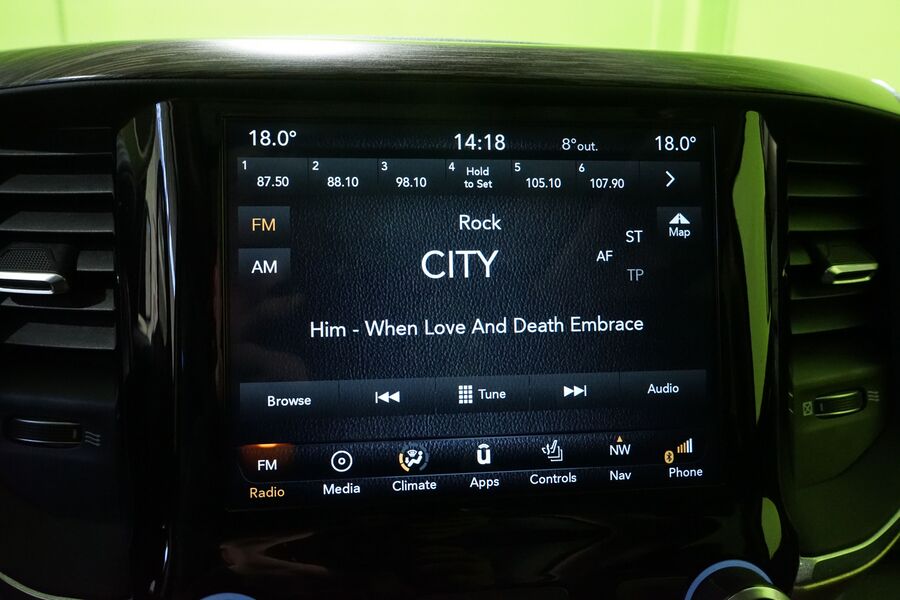 18.0° 14:18 8°out. 18.0°
1 87.50 2 88.10 3 98.10 4 Hold to Set 5 105.10 6 107.90
FM Rock ST Map
CITY AF
AM TP
Him - When Love And Death Embrace
Browse Tune Audio
FM NW
Radio Media Climate Apps Controls Nav Phone